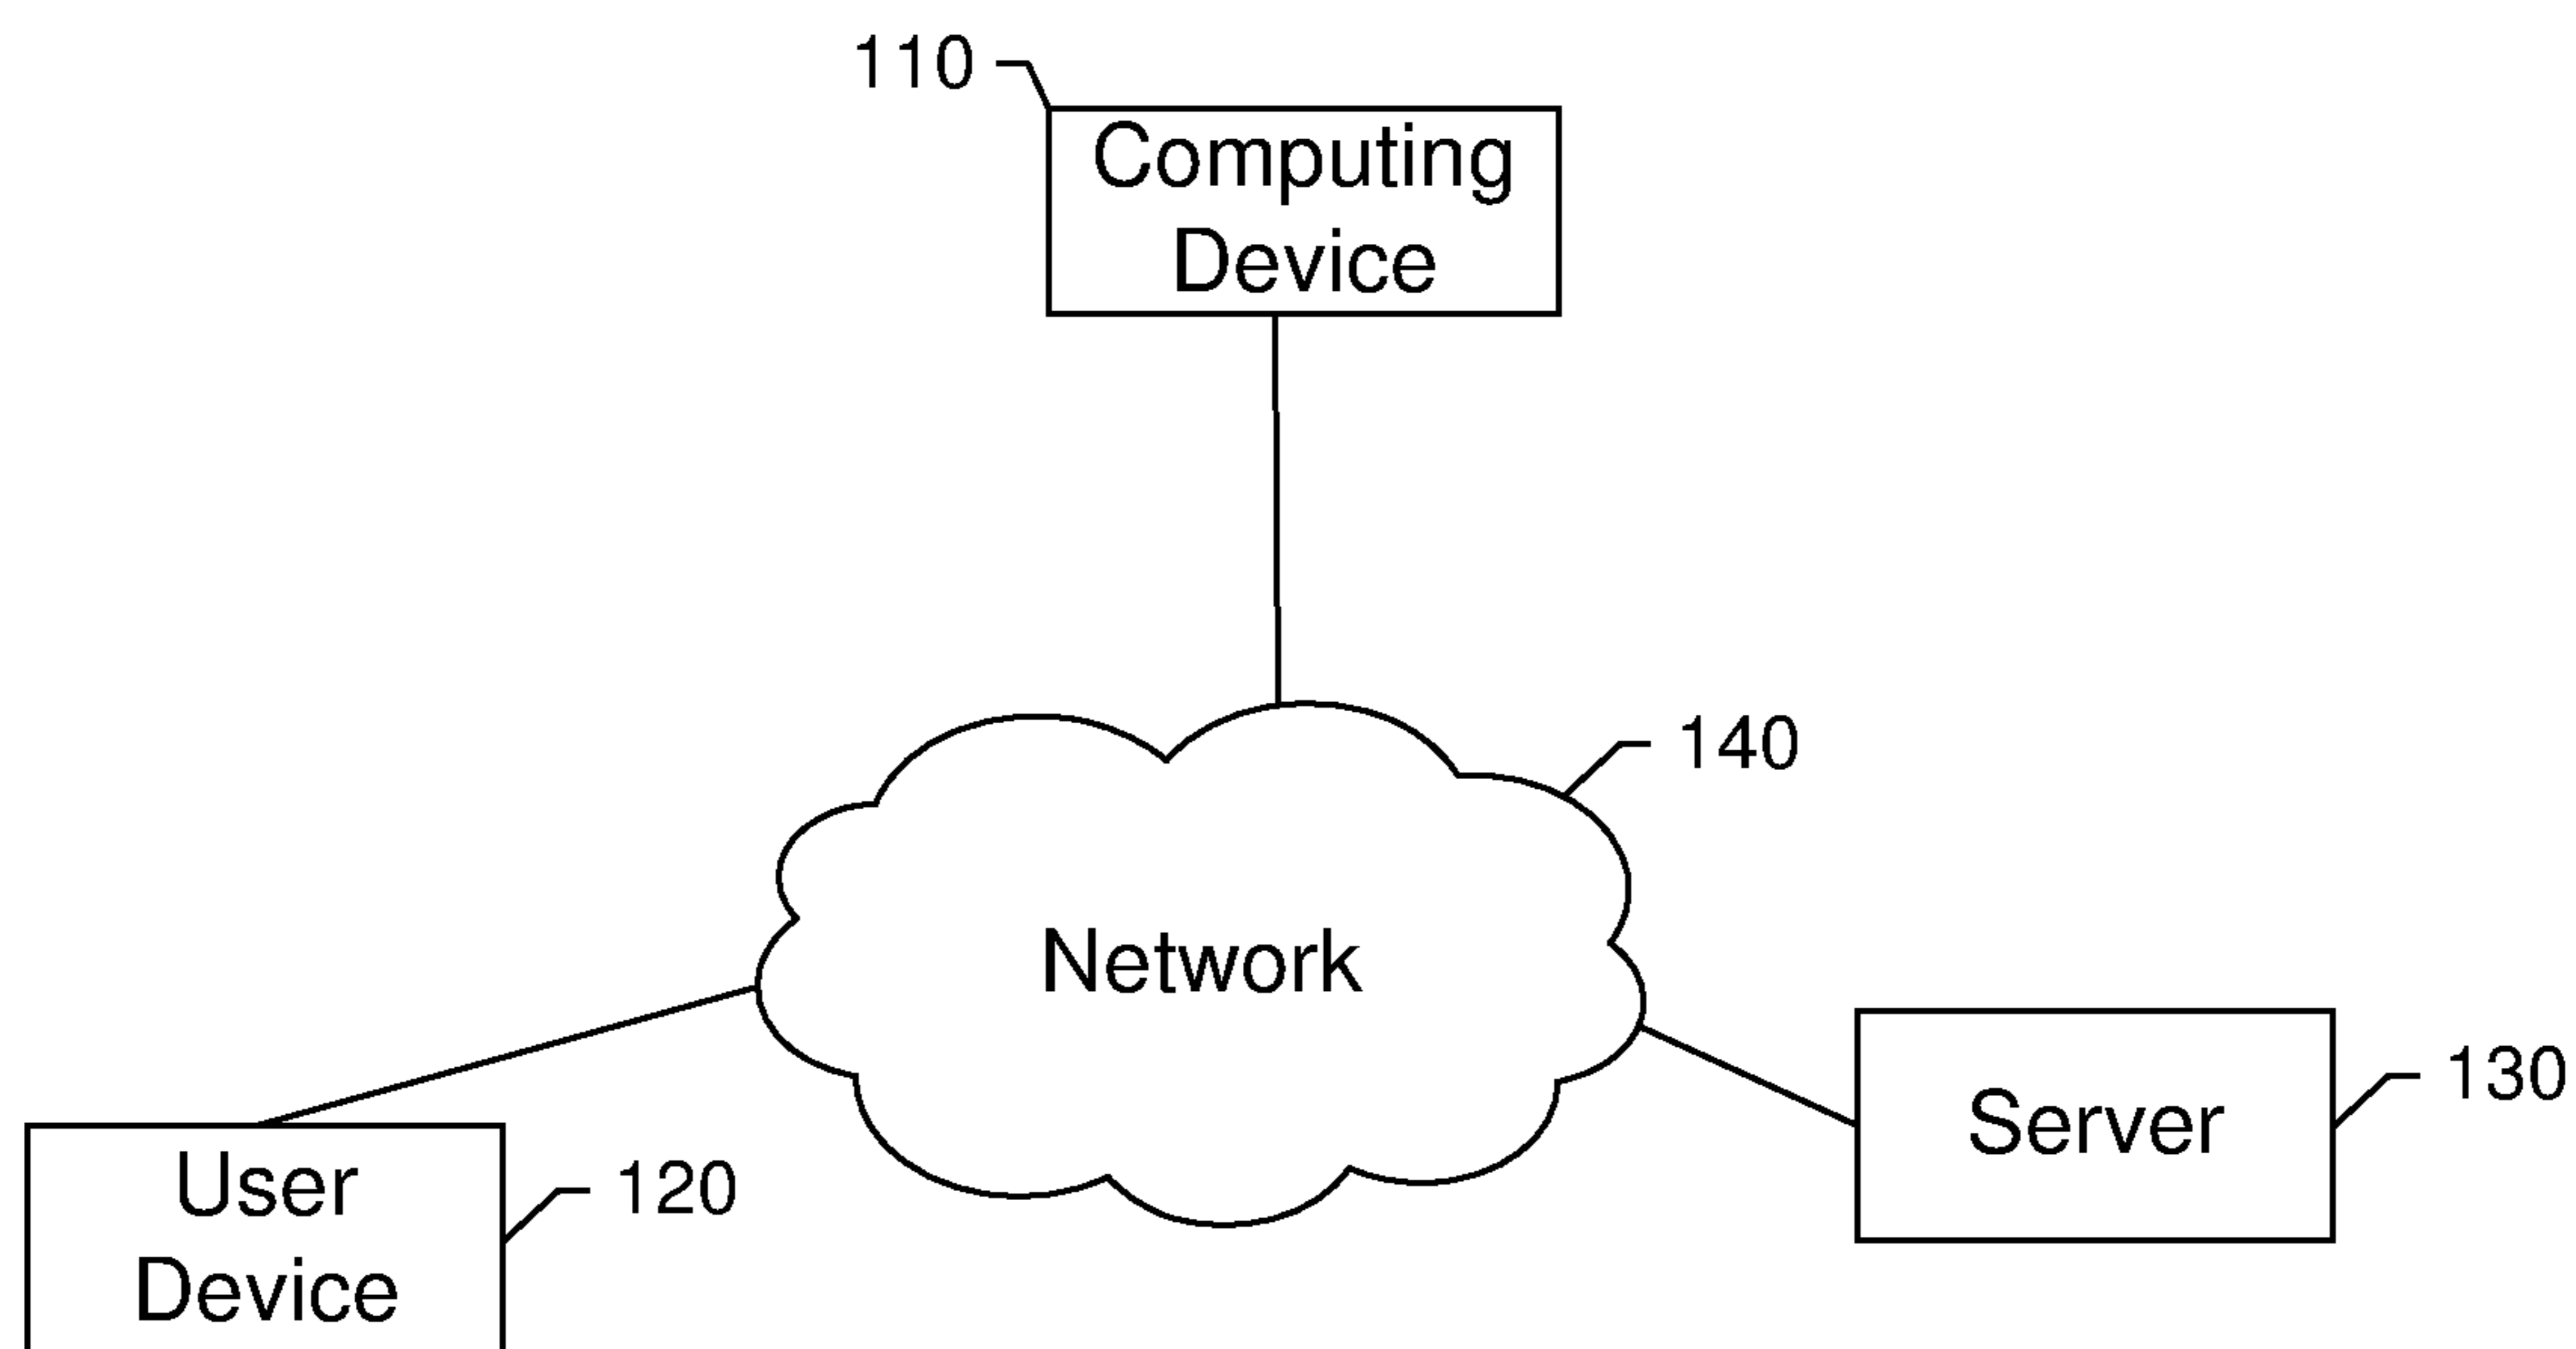 110
Computing
Device
140
Network
130
Server
120
User
Device